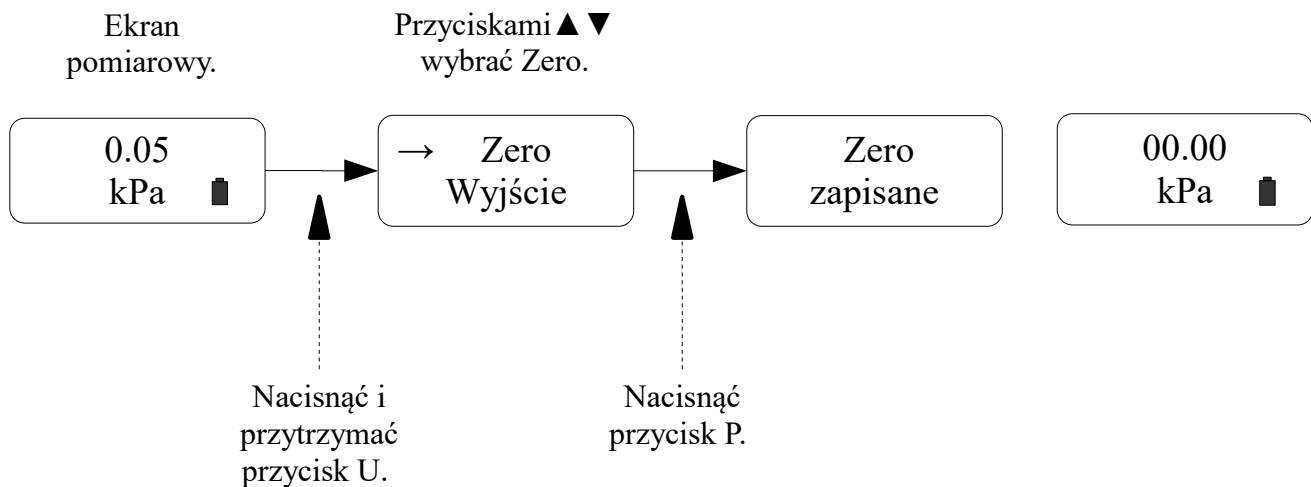 Ekran
pomiarowy.
Przyciskami ▲ ▼
wybrać Zero.
0.05
kPa
→ Zero
Wyjście
Zero
zapisane
00.00
kPa
Nacisnąć i
przytrzymać
przycisk U.
Nacisnąć
przycisk P.